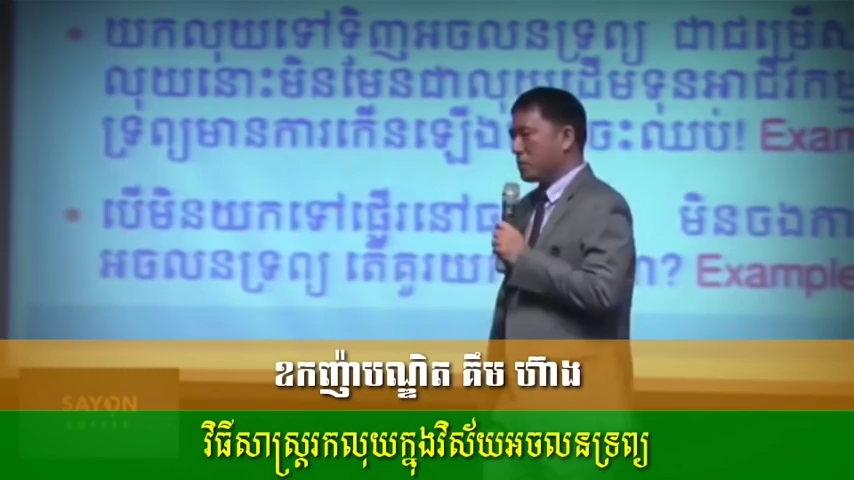 យកលុយទៅទិញអចលនទ្រព្យ ជាជម្រើស
លុយនោះមិនមែនជាលុយដើមទុនអាជីវកម្ម
ទ្រព្យមានការកើនឡើង ចុះឈប់! Exam
បើមិនយកទៅផ្ញើរនៅធ មិនចងកា
អចលនទ្រព្យ តើគួរយក ណា? Example
SAYON
COFFEE
ឧកញ៉ាបណ្ឌិត គឹម ហ៊ាង
វិធីសាស្ត្ររកលុយក្នុងវិស័យអចលនទ្រព្យ